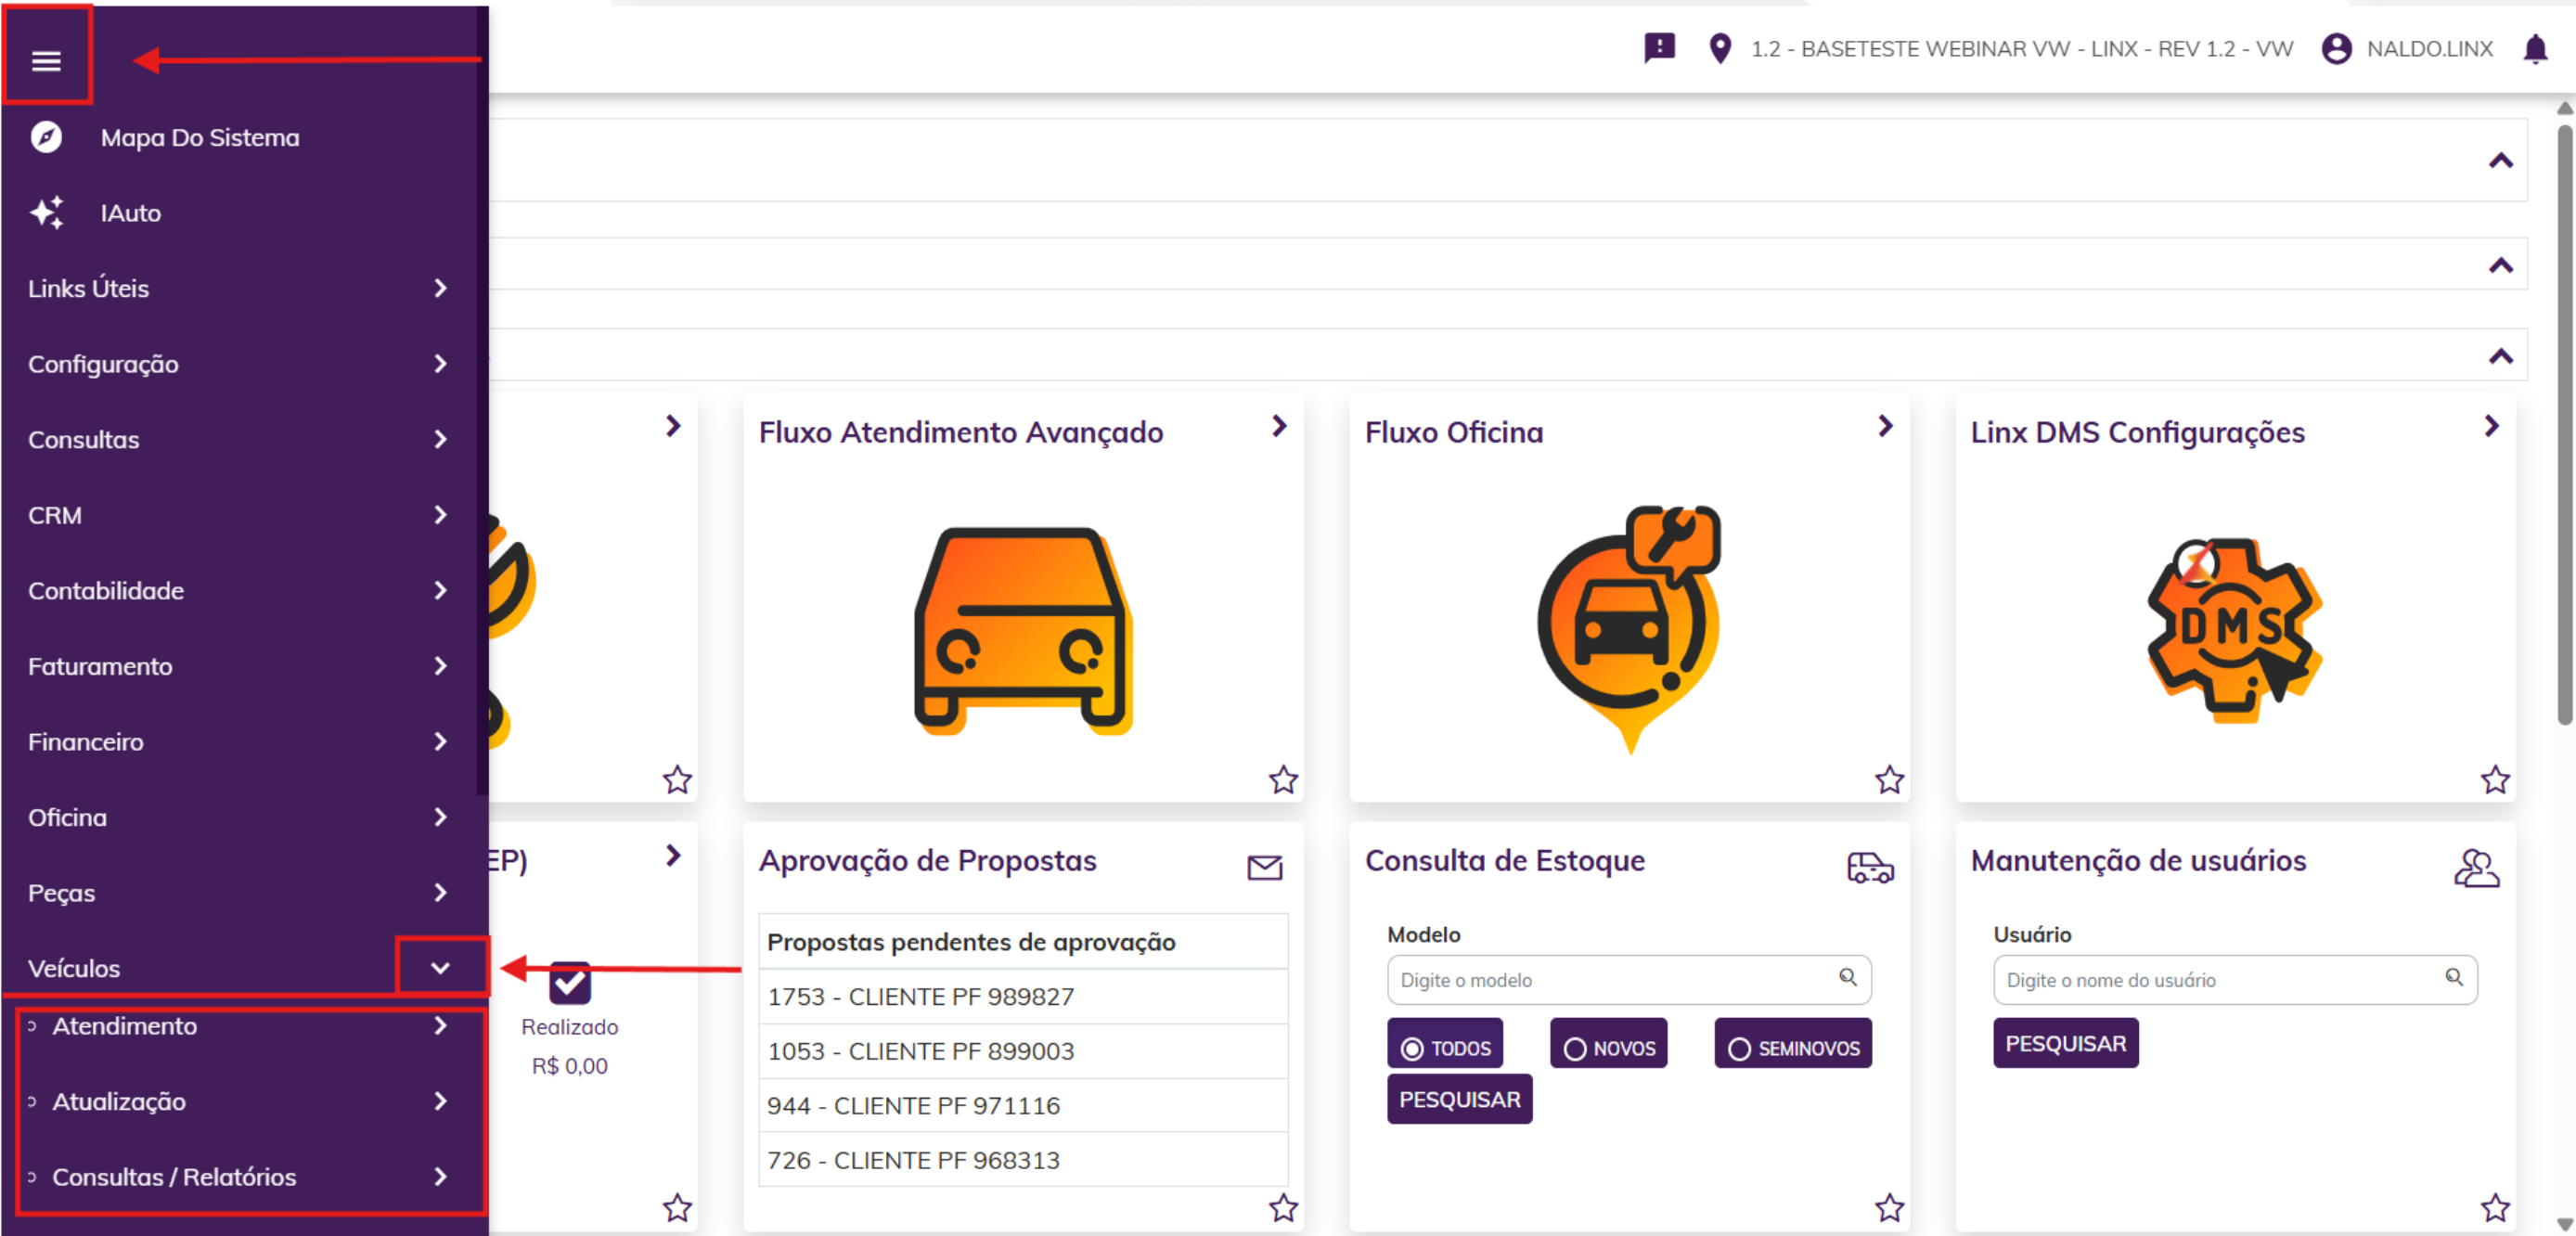 1.2 - BASETESTE WEBINAR VW - LINX - REV 1.2 - VW
NALDO.LINX
Mapa Do Sistema
IAuto
Links Úteis
Configuração
Consultas
CRM
Contabilidade
Faturamento
Financeiro
Oficina
Peças
Veículos
Atendimento
Atualização
Consultas / Relatórios
Fluxo Atendimento Avançado
Fluxo Oficina
Linx DMS Configurações
DMS
EP)
Realizado
R$ 0,00
Aprovação de Propostas
Propostas pendentes de aprovação
1753 - CLIENTE PF 989827
1053 - CLIENTE PF 899003
944 - CLIENTE PF 971116
726 - CLIENTE PF 968313
Consulta de Estoque
Modelo
Digite o modelo
TODOS NOVOS SEMINOVOS
PESQUISAR
Manutenção de usuários
Usuário
Digite o nome do usuário
PESQUISAR